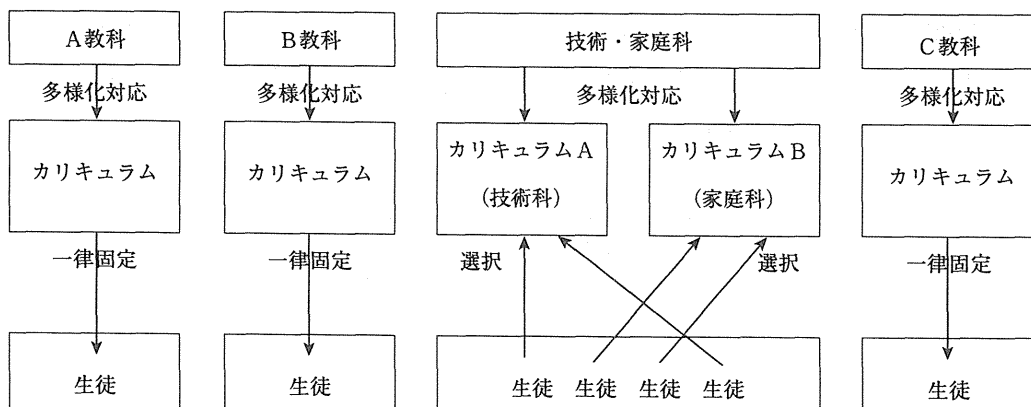 A教科
B教科
技術・家庭科
C教科
多様化対応
多様化対応
多様化対応
多様化対応
カリキュラム
カリキュラム
カリキュラムA
(技術科)
カリキュラムB
(家庭科)
カリキュラム
一律固定
一律固定
選択
選択
一律固定
生徒
生徒
生徒 生徒 生徒 生徒
生徒